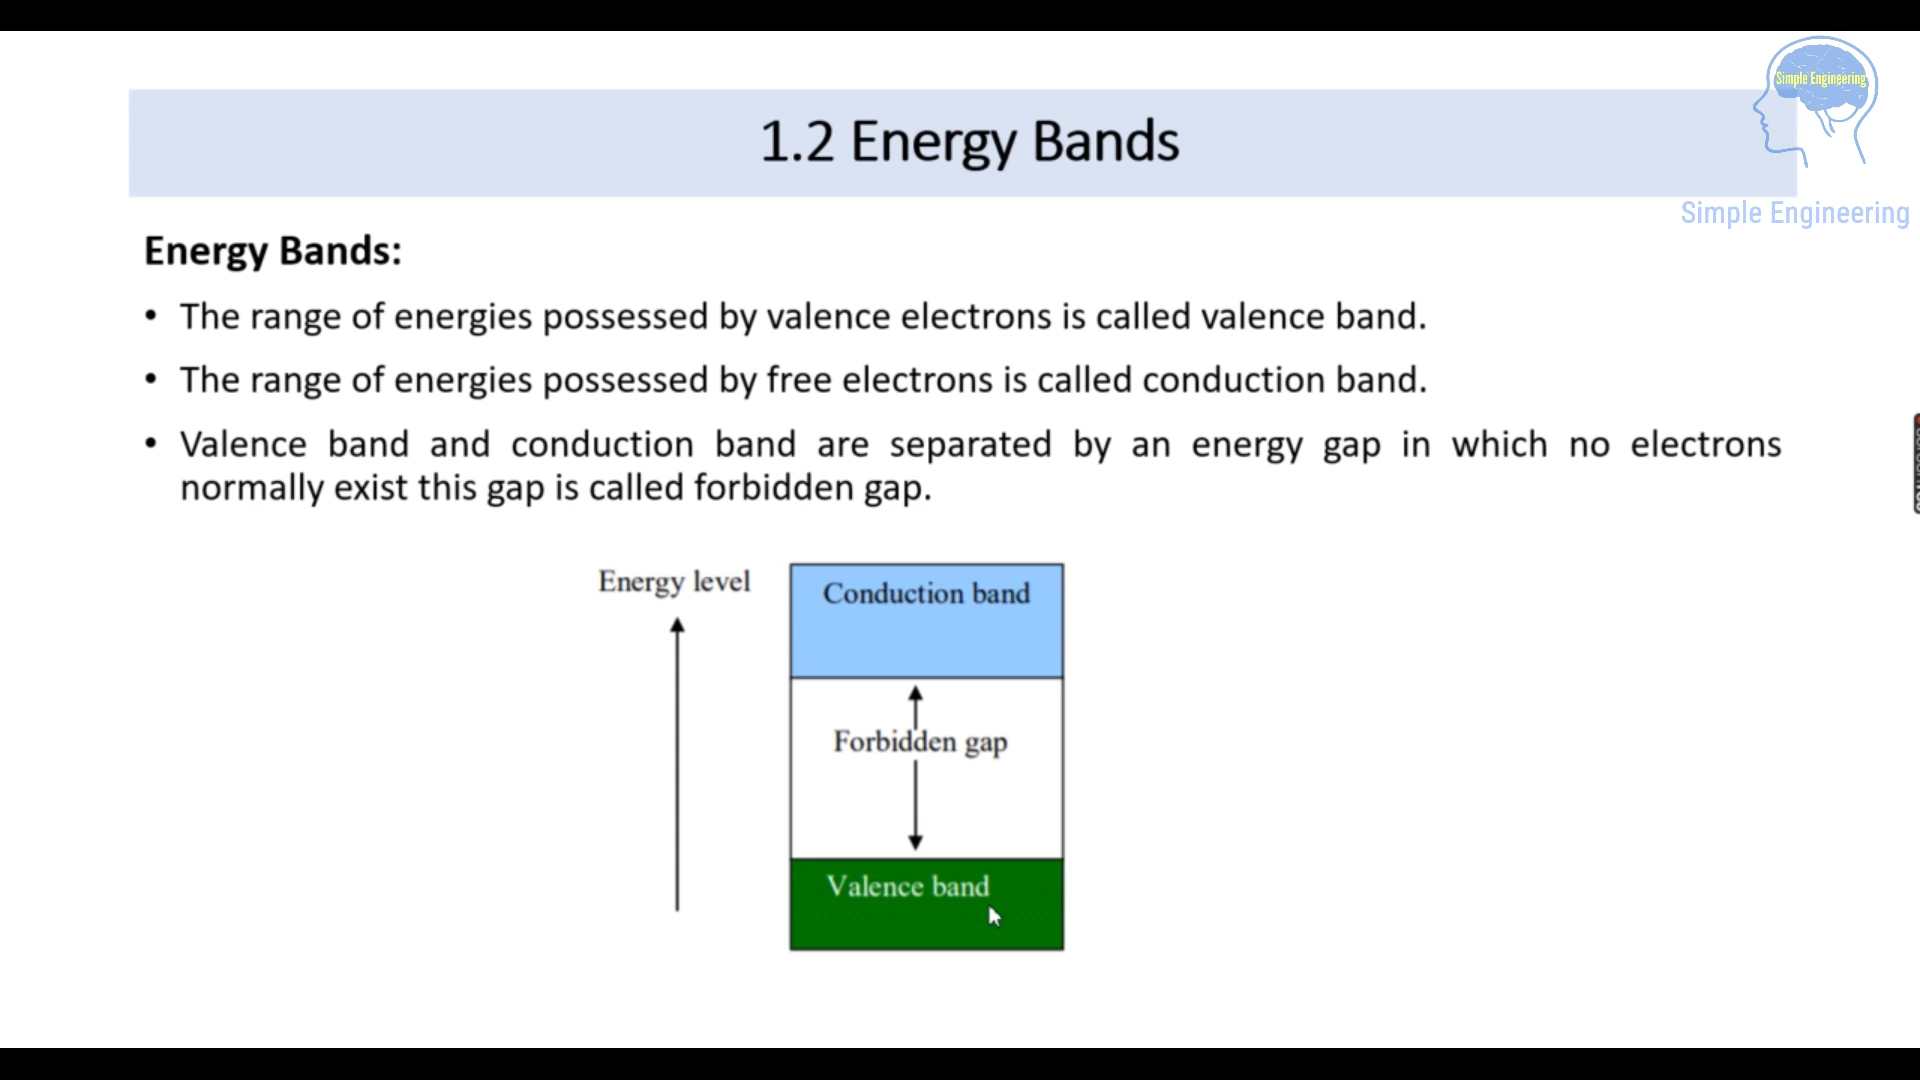 Simple Engineering
1.2 Energy Bands
Simple Engineering
Energy Bands:
• The range of energies possessed by valence electrons is called valence band.
• The range of energies possessed by free electrons is called conduction band.
• Valence band and conduction band are separated by an energy gap in which no electrons
normally exist this gap is called forbidden gap.
Energy level
Conduction band
Forbidden gap
Valence band